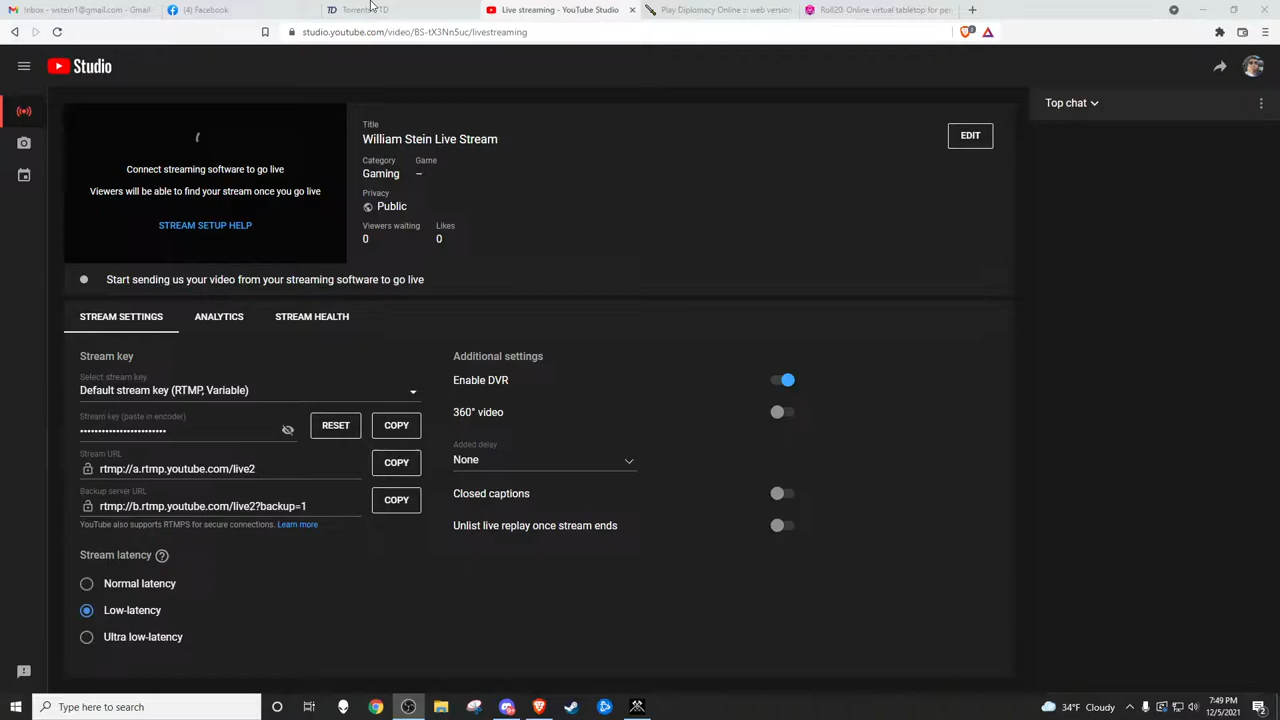 Inbox - wstein1@gmail.com - Gmail
(4) Facebook
TD
Live streaming - YouTube Studio
Play Diplomacy Online :: web version
Roll20: Online virtual tabletop for pe
studio.youtube.com/video/BS-tX3Nn5uc/livestreaming
Studio
Top chat
Connect streaming software to go live
Viewers will be able to find your stream once you go live
STREAM SETUP HELP
Title
William Stein Live Stream
EDIT
Category
Game
Gaming
–
Privacy
Public
Viewers waiting
Likes
0
0
Start sending us your video from your streaming software to go live
STREAM SETTINGS
ANALYTICS
STREAM HEALTH
Stream key
Select stream key
Default stream key (RTMP, Variable)
Stream key (paste in encoder)
••••••••••••••••••••••••
RESET
COPY
Stream URL
rtmp://a.rtmp.youtube.com/live2
COPY
Backup server URL
rtmp://b.rtmp.youtube.com/live2?backup=1
COPY
YouTube also supports RTMPS for secure connections. Learn more
Stream latency
Normal latency
Low-latency
Ultra low-latency
Additional settings
Enable DVR
360° video
Added delay
None
Closed captions
Unlist live replay once stream ends
Type here to search
34°F Cloudy
7:49 PM
12/5/2021